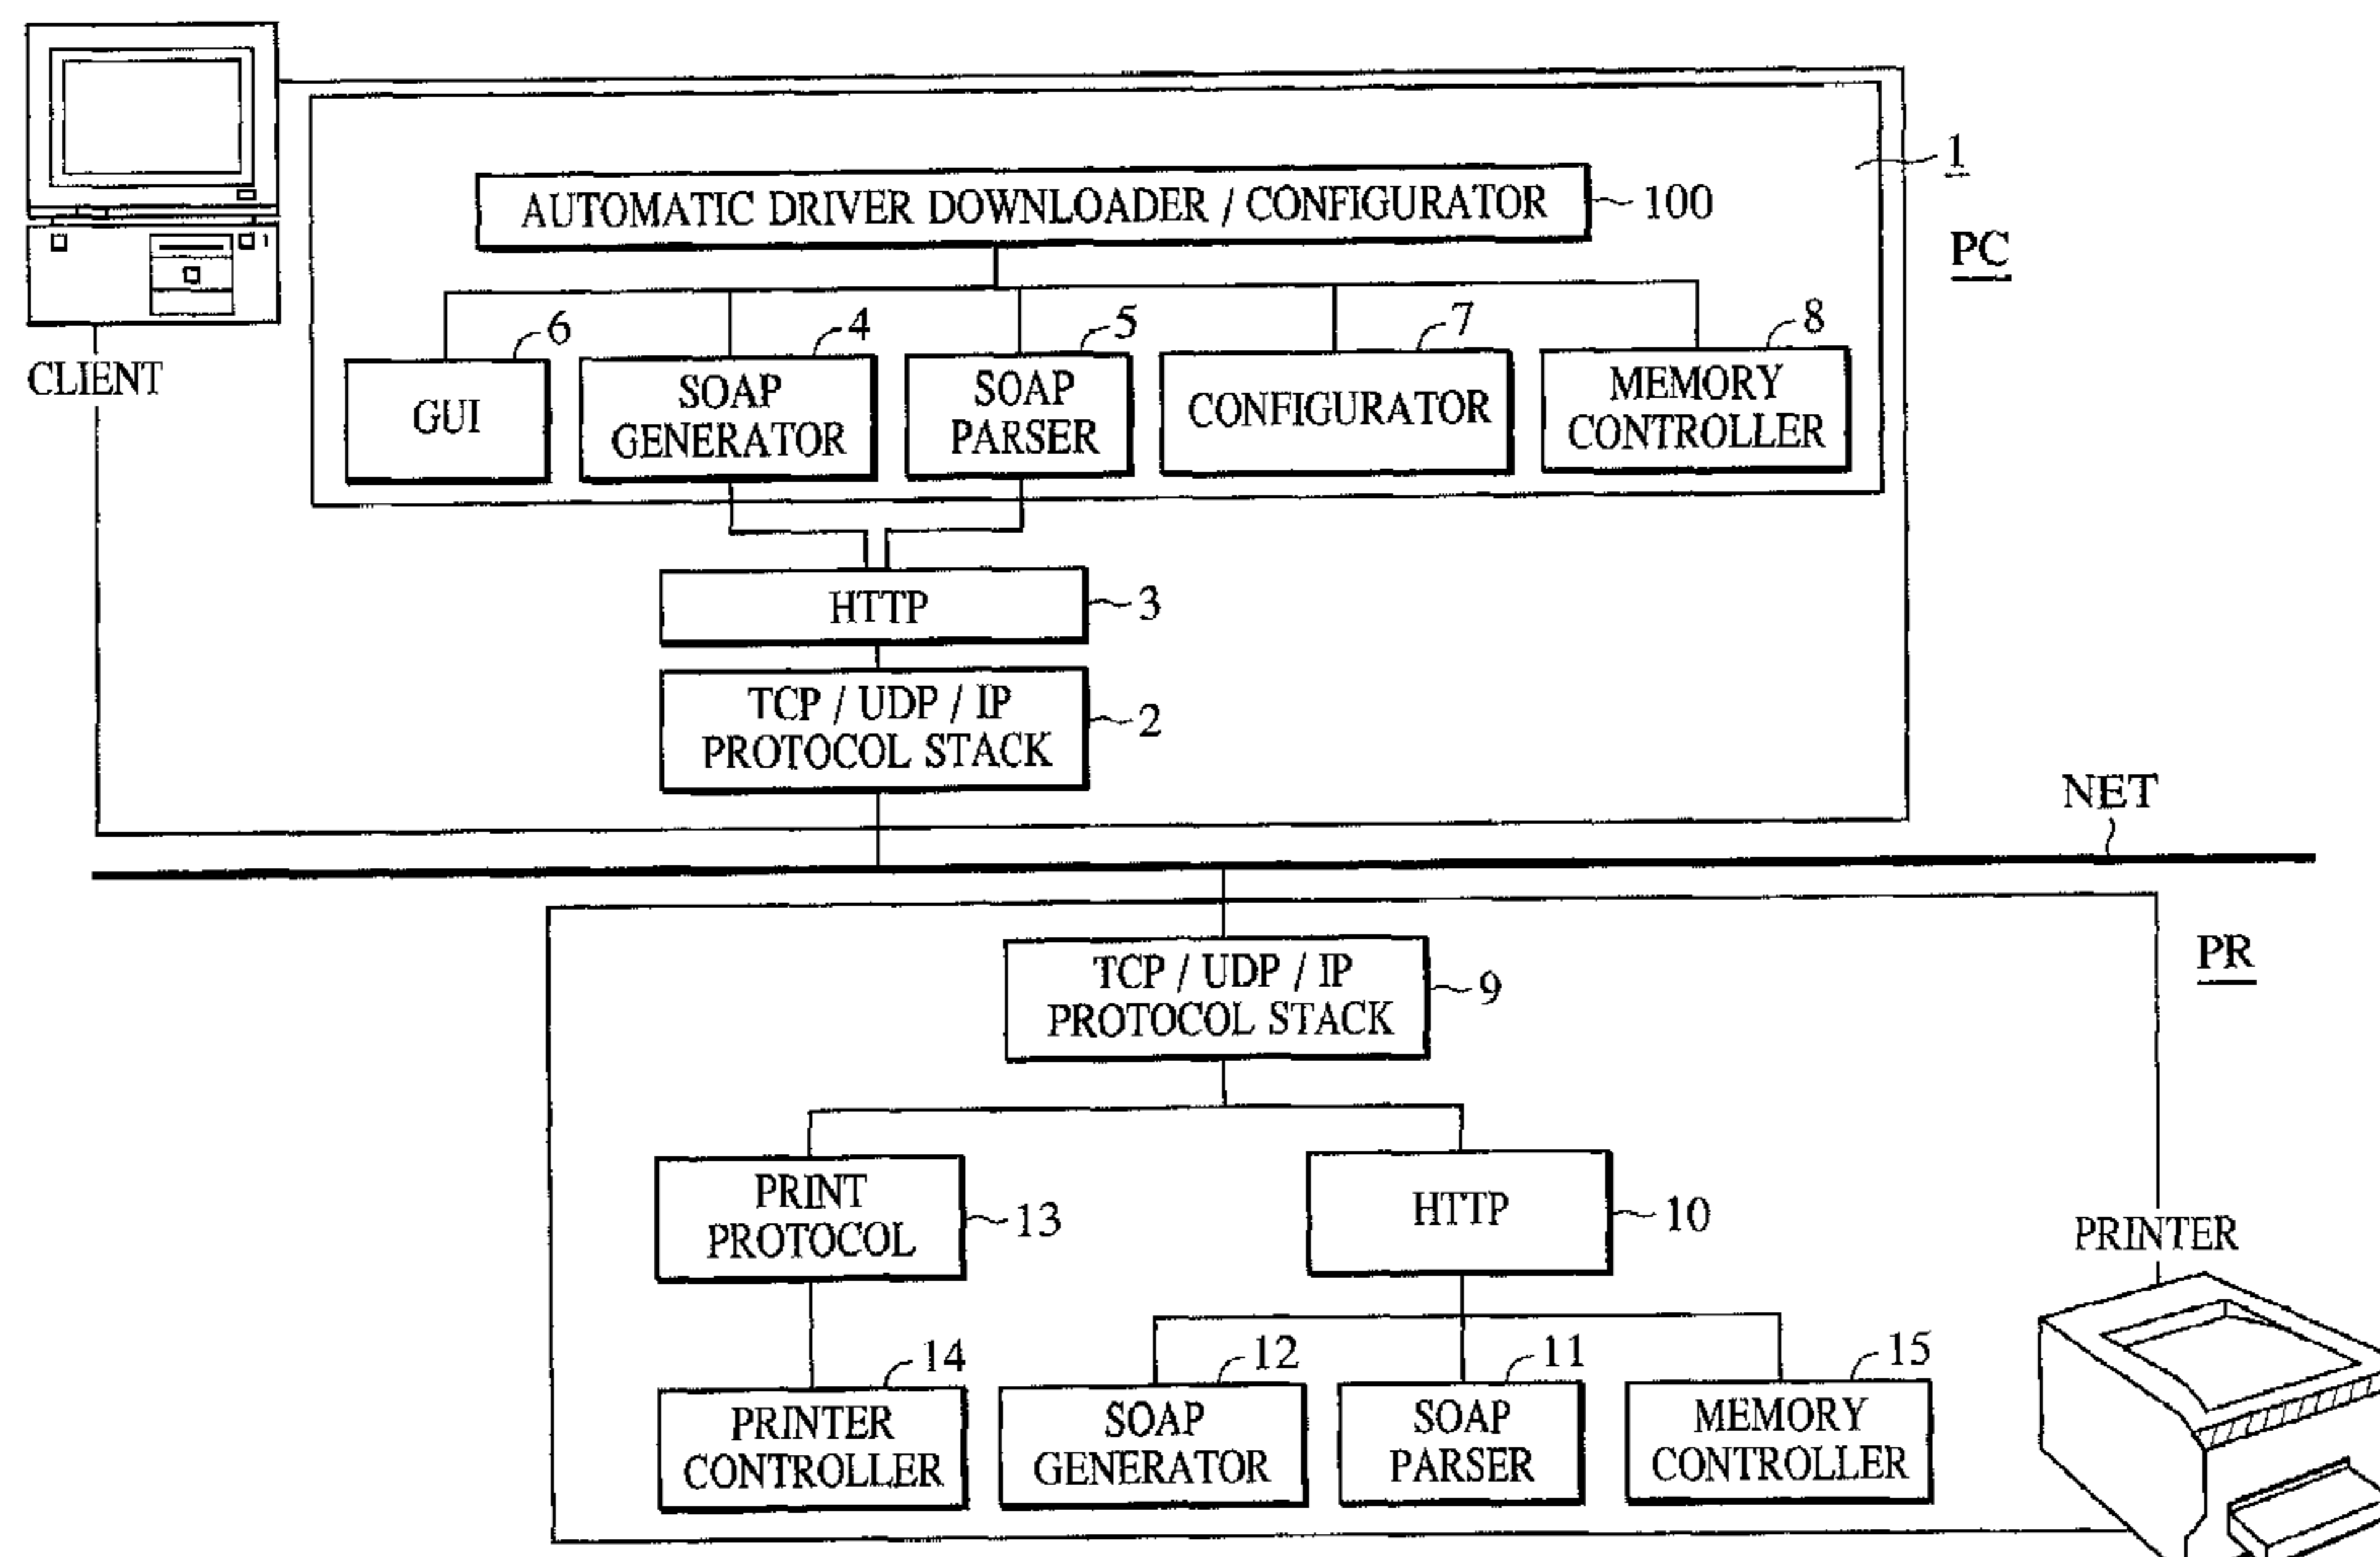 1
AUTOMATIC DRIVER DOWNLOADER / CONFIGURATOR
100
PC
CLIENT
6
GUI
4
SOAP
GENERATOR
5
SOAP
PARSER
7
CONFIGURATOR
8
MEMORY
CONTROLLER
HTTP
3
TCP / UDP / IP
PROTOCOL STACK
2
NET
PR
TCP / UDP / IP
PROTOCOL STACK
9
PRINT
PROTOCOL
13
HTTP
10
PRINTER
14
PRINTER
CONTROLLER
12
SOAP
GENERATOR
11
SOAP
PARSER
15
MEMORY
CONTROLLER